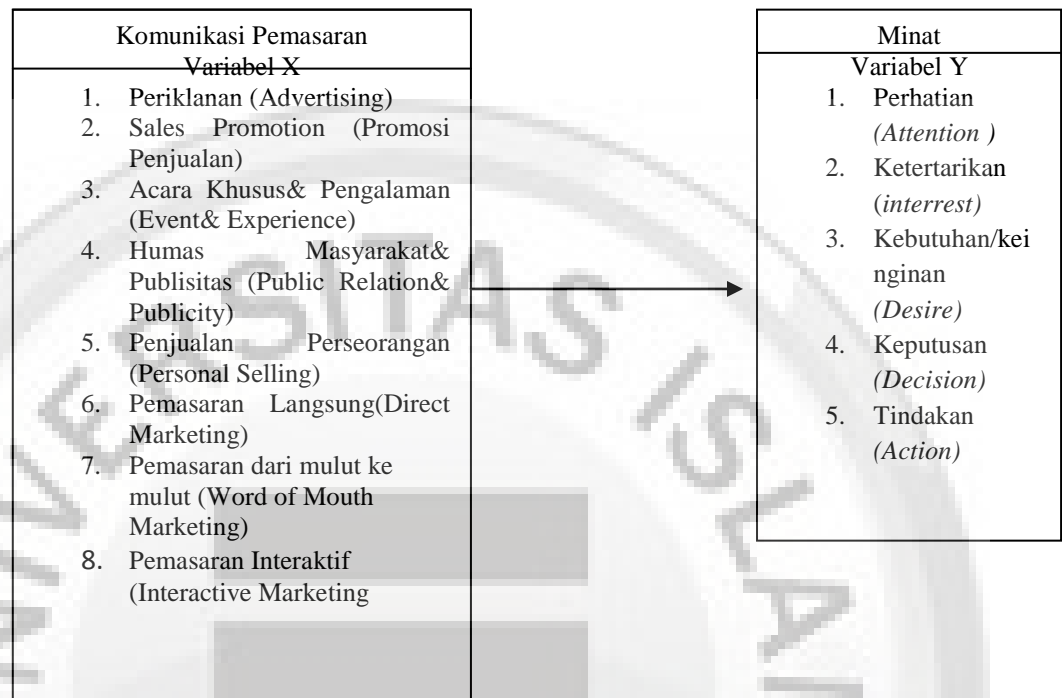 Komunikasi Pemasaran
Variabel X
1. Periklanan (Advertising)
2. Sales Promotion (Promosi
Penjualan)
3. Acara Khusus& Pengalaman
(Event& Experience)
4. Humas Masyarakat&
Publisitas (Public Relation&
Publicity)
5. Penjualan Perseorangan
(Personal Selling)
6. Pemasaran Langsung(Direct
Marketing)
7. Pemasaran dari mulut ke
mulut (Word of Mouth
Marketing)
8. Pemasaran Interaktif
(Interactive Marketing
Minat
Variabel Y
1. Perhatian
(Attention )
2. Ketertarikan
(interrest)
3. Kebutuhan/kei
nginan
(Desire)
4. Keputusan
(Decision)
5. Tindakan
(Action)